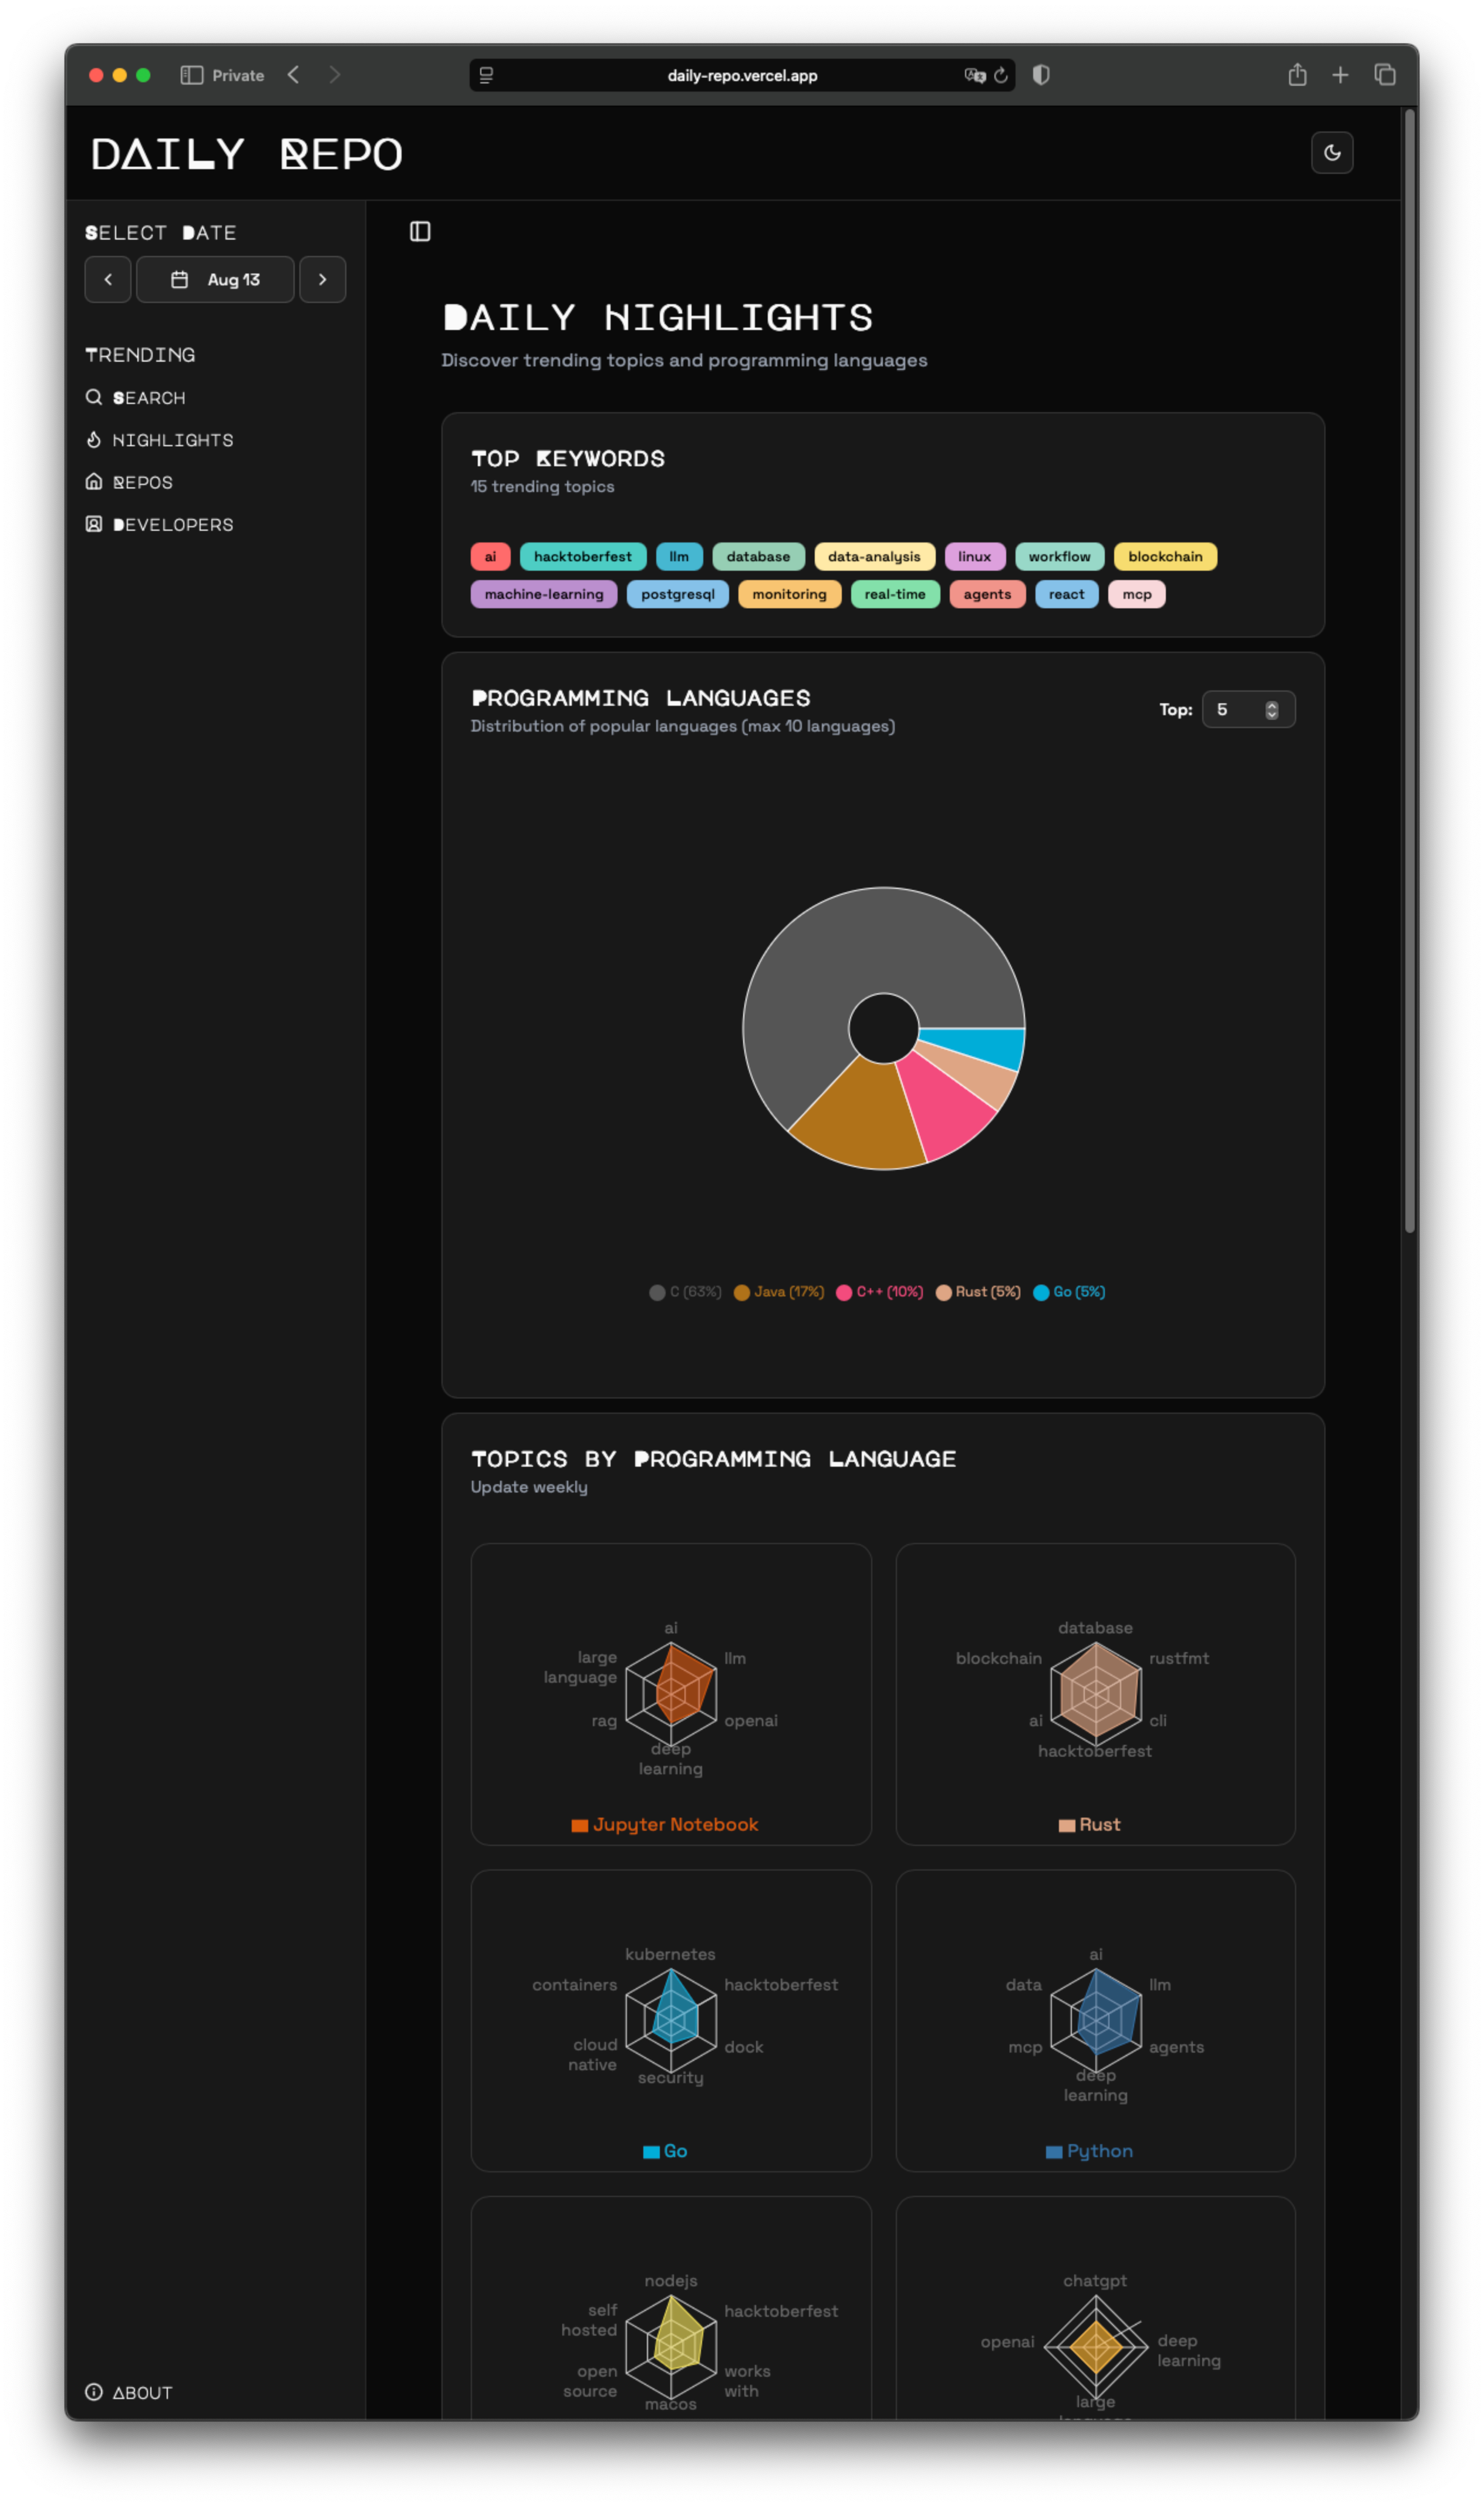 Private
daily-repo.vercel.app
DAILY REPO
SELECT DATE
Aug 13
TRENDING
SEARCH
HIGHLIGHTS
REPOS
DEVELOPERS
DAILY HIGHLIGHTS
Discover trending topics and programming languages
TOP KEYWORDS
15 trending topics
ai hacktoberfest llm database data-analysis linux workflow blockchain
machine-learning postgresql monitoring real-time agents react mcp
PROGRAMMING LANGUAGES
Distribution of popular languages (max 10 languages)
Top: 5
C (63%) Java (17%) C++ (10%) Rust (5%) Go (5%)
TOPICS BY PROGRAMMING LANGUAGE
Update weekly
ai
llm
openai
deep
learning
rag
large
language
Jupyter Notebook
database
rustfmt
cli
hacktoberfest
ai
blockchain
Rust
kubernetes
hacktoberfest
dock
security
cloud
native
containers
Go
ai
llm
agents
deep
learning
mcp
data
Python
nodejs
hacktoberfest
works
with
macos
open
source
self
hosted
chatgpt
deep
learning
large
openai
ABOUT